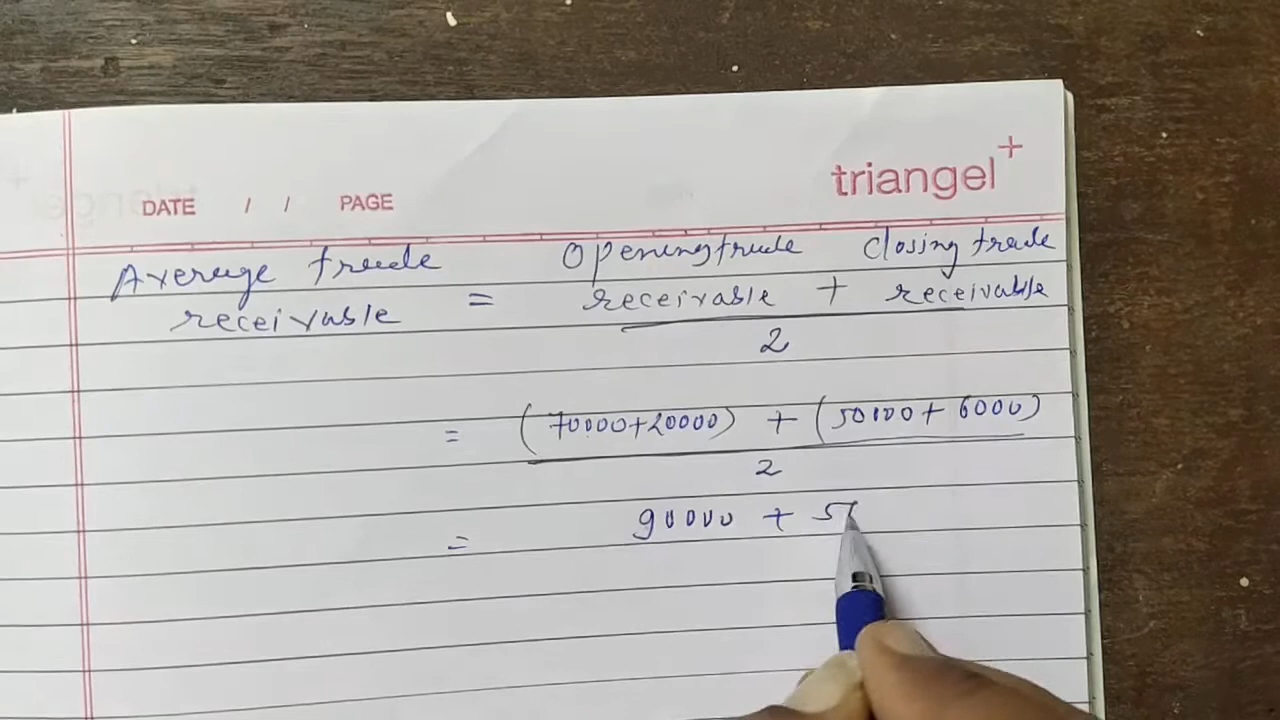 triangel+
DATE / / PAGE
Average trade Opening trade Closing trade
receivable = receivable + receivable
2
= (70000+20000) + (50000+6000)
2
= 90000 + 5